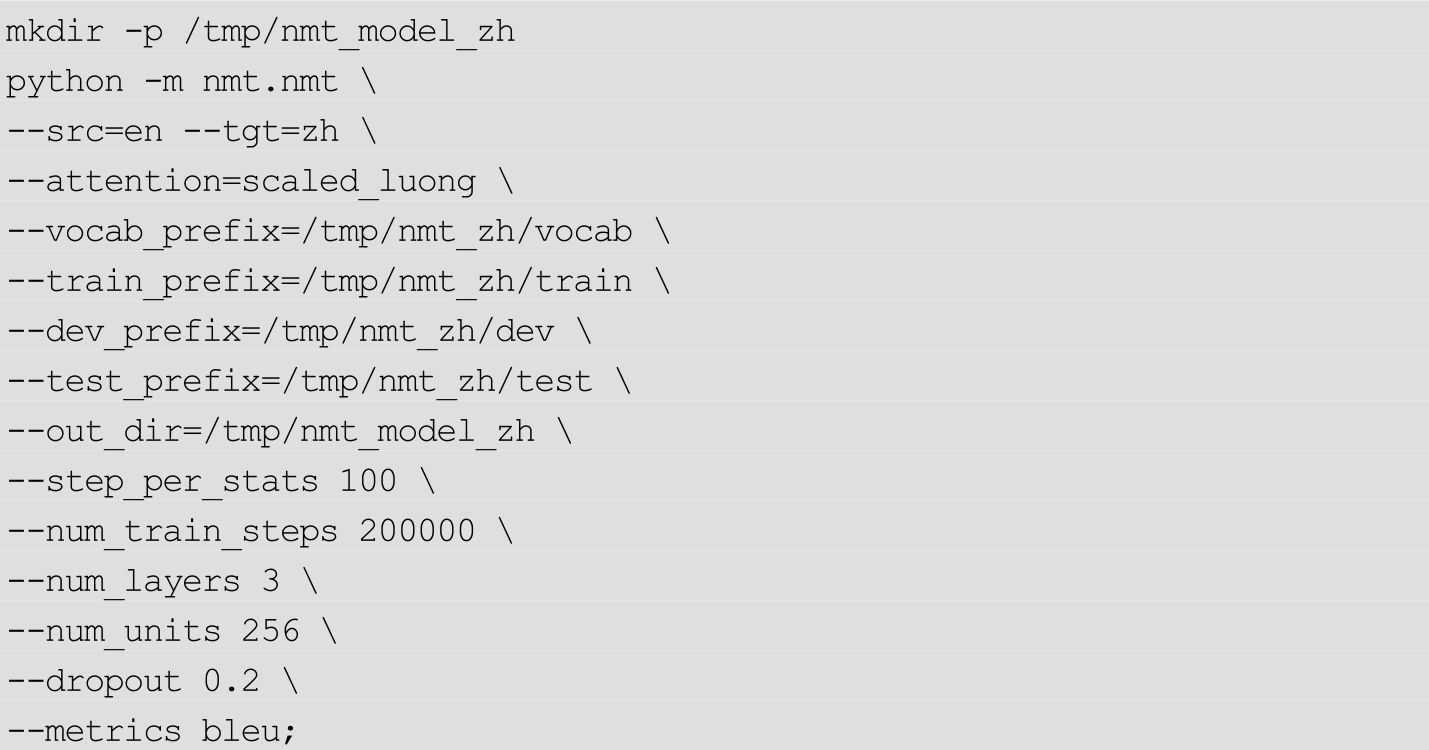 mkdir -p /tmp/nmt_model_zh
python -m nmt.nmt \
--src=en --tgt=zh \
--attention=scaled_luong \
--vocab_prefix=/tmp/nmt_zh/vocab \
--train_prefix=/tmp/nmt_zh/train \
--dev_prefix=/tmp/nmt_zh/dev \
--test_prefix=/tmp/nmt_zh/test \
--out_dir=/tmp/nmt_model_zh \
--step_per_stats 100 \
--num_train_steps 200000 \
--num_layers 3 \
--num_units 256 \
--dropout 0.2 \
--metrics bleu;